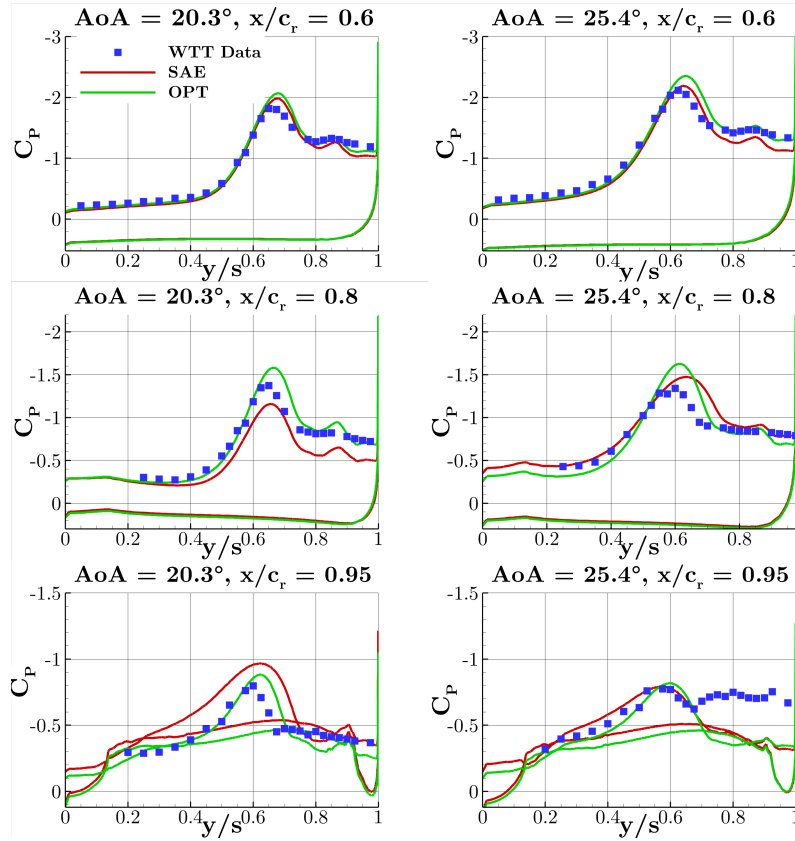 AoA = 20.3°, x/cr = 0.6
-3
-2
-1
0
CP
WTT Data
SAE
OPT
0 0.2 0.4 0.6 0.8 1
y/s
AoA = 25.4°, x/cr = 0.6
-3
-2
-1
0
CP
0 0.2 0.4 0.6 0.8 1
y/s
AoA = 20.3°, x/cr = 0.8
-2
-1.5
-1
-0.5
0
CP
0 0.2 0.4 0.6 0.8 1
y/s
AoA = 25.4°, x/cr = 0.8
-2
-1.5
-1
-0.5
0
CP
0 0.2 0.4 0.6 0.8
y/s
AoA = 20.3°, x/cr = 0.95
-1.5
-1
-0.5
0
CP
0 0.2 0.4 0.6 0.8 1
y/s
AoA = 25.4°, x/cr = 0.95
-1.5
-1
-0.5
0
CP
0 0.2 0.4 0.6 0.8 1
y/s